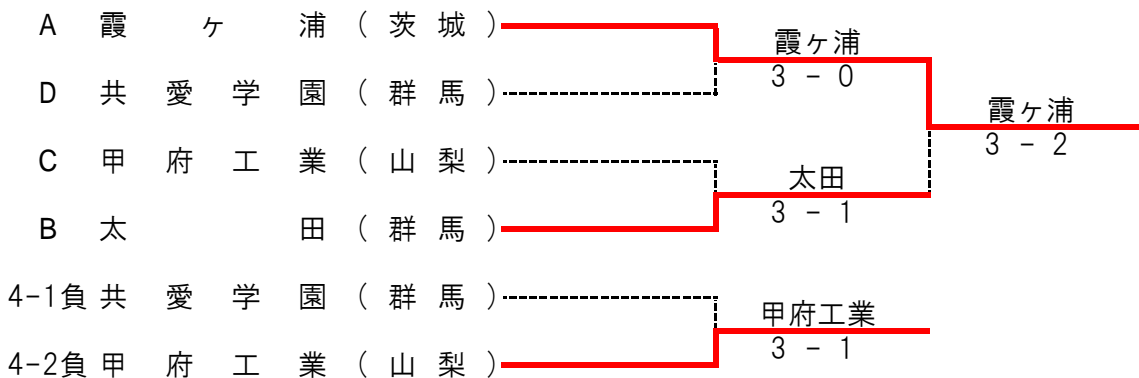 A 霞ヶ浦(茨城)
霞ヶ浦
3 - 0
D 共愛学園(群馬)
霞ヶ浦
3 - 2
C 甲府工業(山梨)
太田
3 - 1
B 太田(群馬)
4-1負 共愛学園(群馬)
甲府工業
3 - 1
4-2負 甲府工業(山梨)